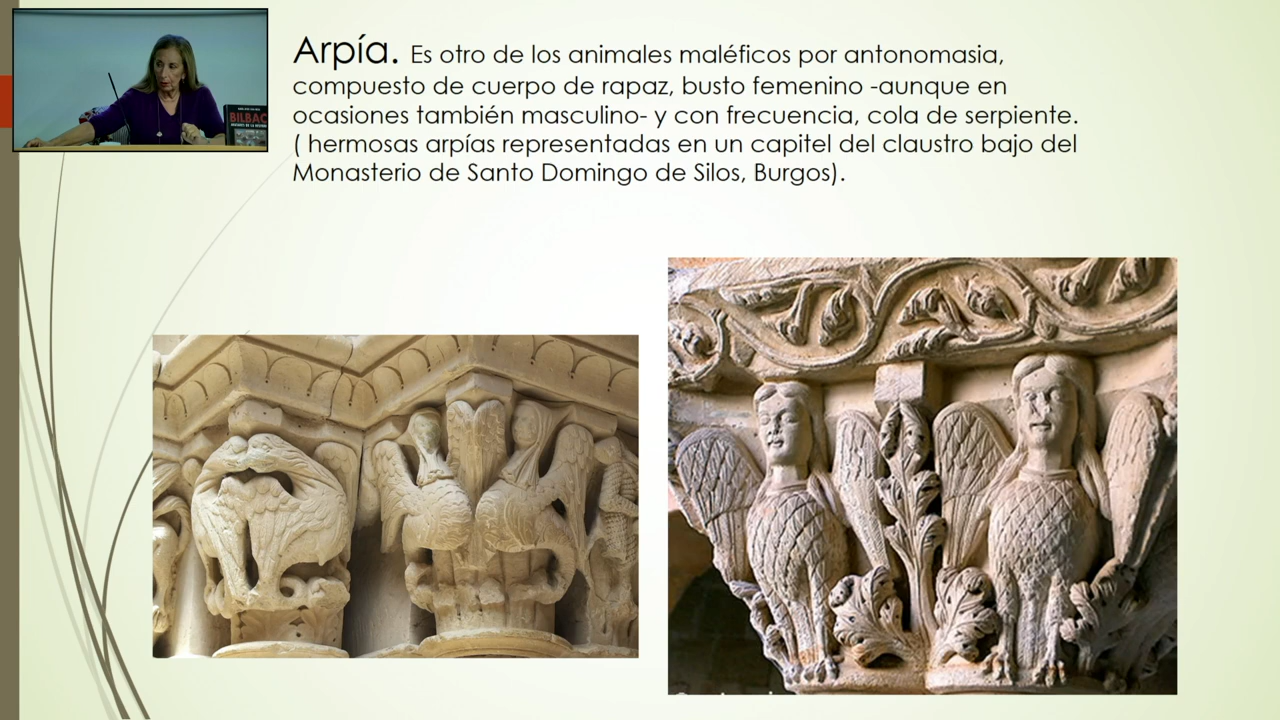 Arpía. Es otro de los animales maléficos por antonomasia,
compuesto de cuerpo de rapaz, busto femenino -aunque en
ocasiones también masculino- y con frecuencia, cola de serpiente.
( hermosas arpías representadas en un capitel del claustro bajo del
Monasterio de Santo Domingo de Silos, Burgos).
BILBAO